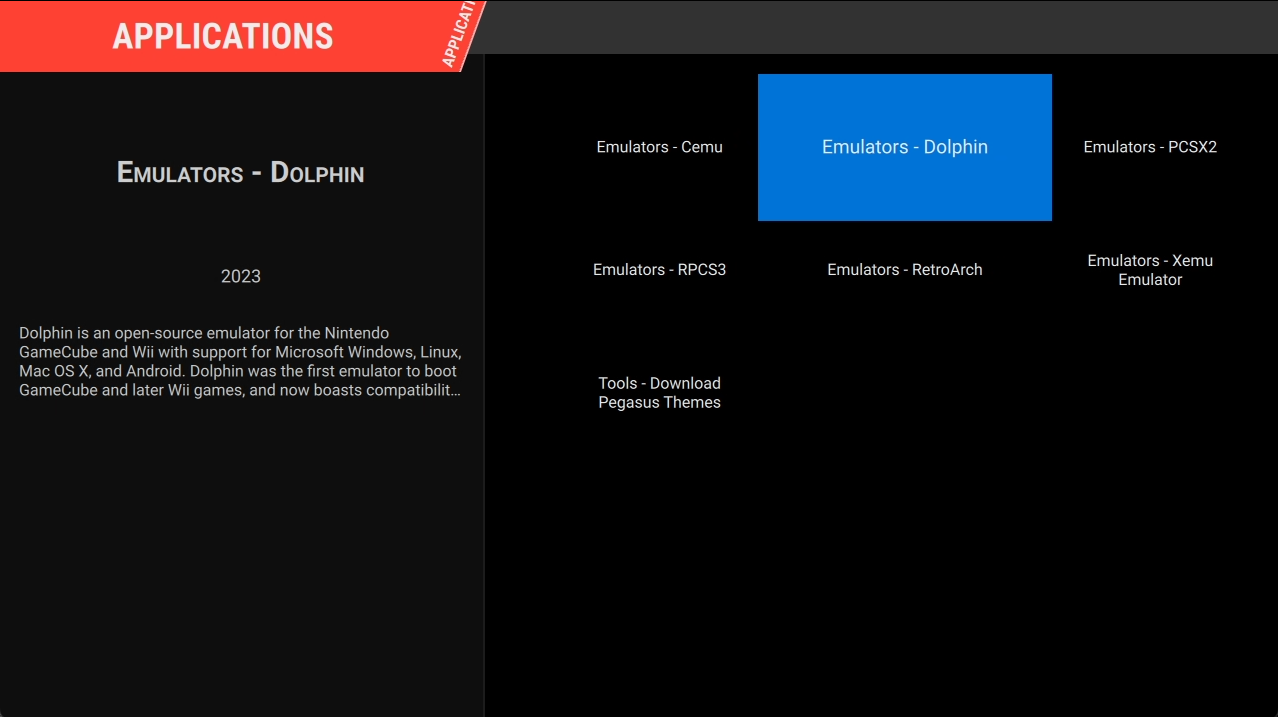 APPLICATIONS
APPLICATI
Emulators - Dolphin
2023
Dolphin is an open-source emulator for the Nintendo
GameCube and Wii with support for Microsoft Windows, Linux,
Mac OS X, and Android. Dolphin was the first emulator to boot
GameCube and later Wii games, and now boasts compatibilit...
Emulators - Cemu
Emulators - Dolphin
Emulators - PCSX2
Emulators - RPCS3
Emulators - RetroArch
Emulators - Xemu
Emulator
Tools - Download
Pegasus Themes